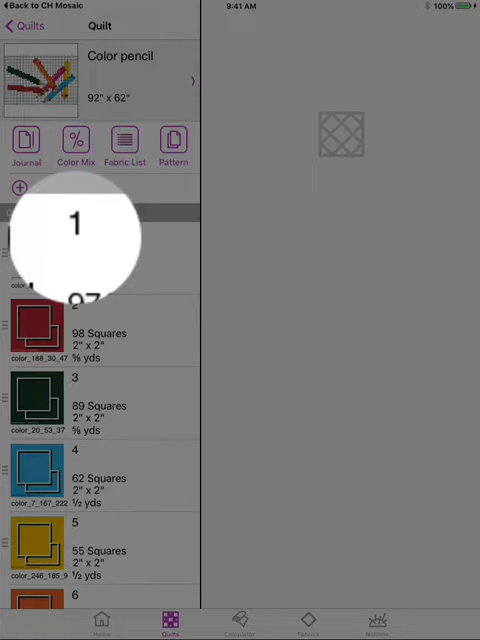 Back to CH Mosaic
9:41 AM
100%
Quilts
Quilt
Color pencil
92" x 62"
Journal
Color Mix
Fabric List
Pattern
1
2
98 Squares
2" x 2"
color_188_30_47
⅝ yds
3
89 Squares
2" x 2"
color_20_53_37
⅝ yds
4
62 Squares
2" x 2"
color_7_167_222
½ yds
5
55 Squares
2" x 2"
color_246_185_9
½ yds
6
Home
Quilts
Calculator
Fabrics
Notions